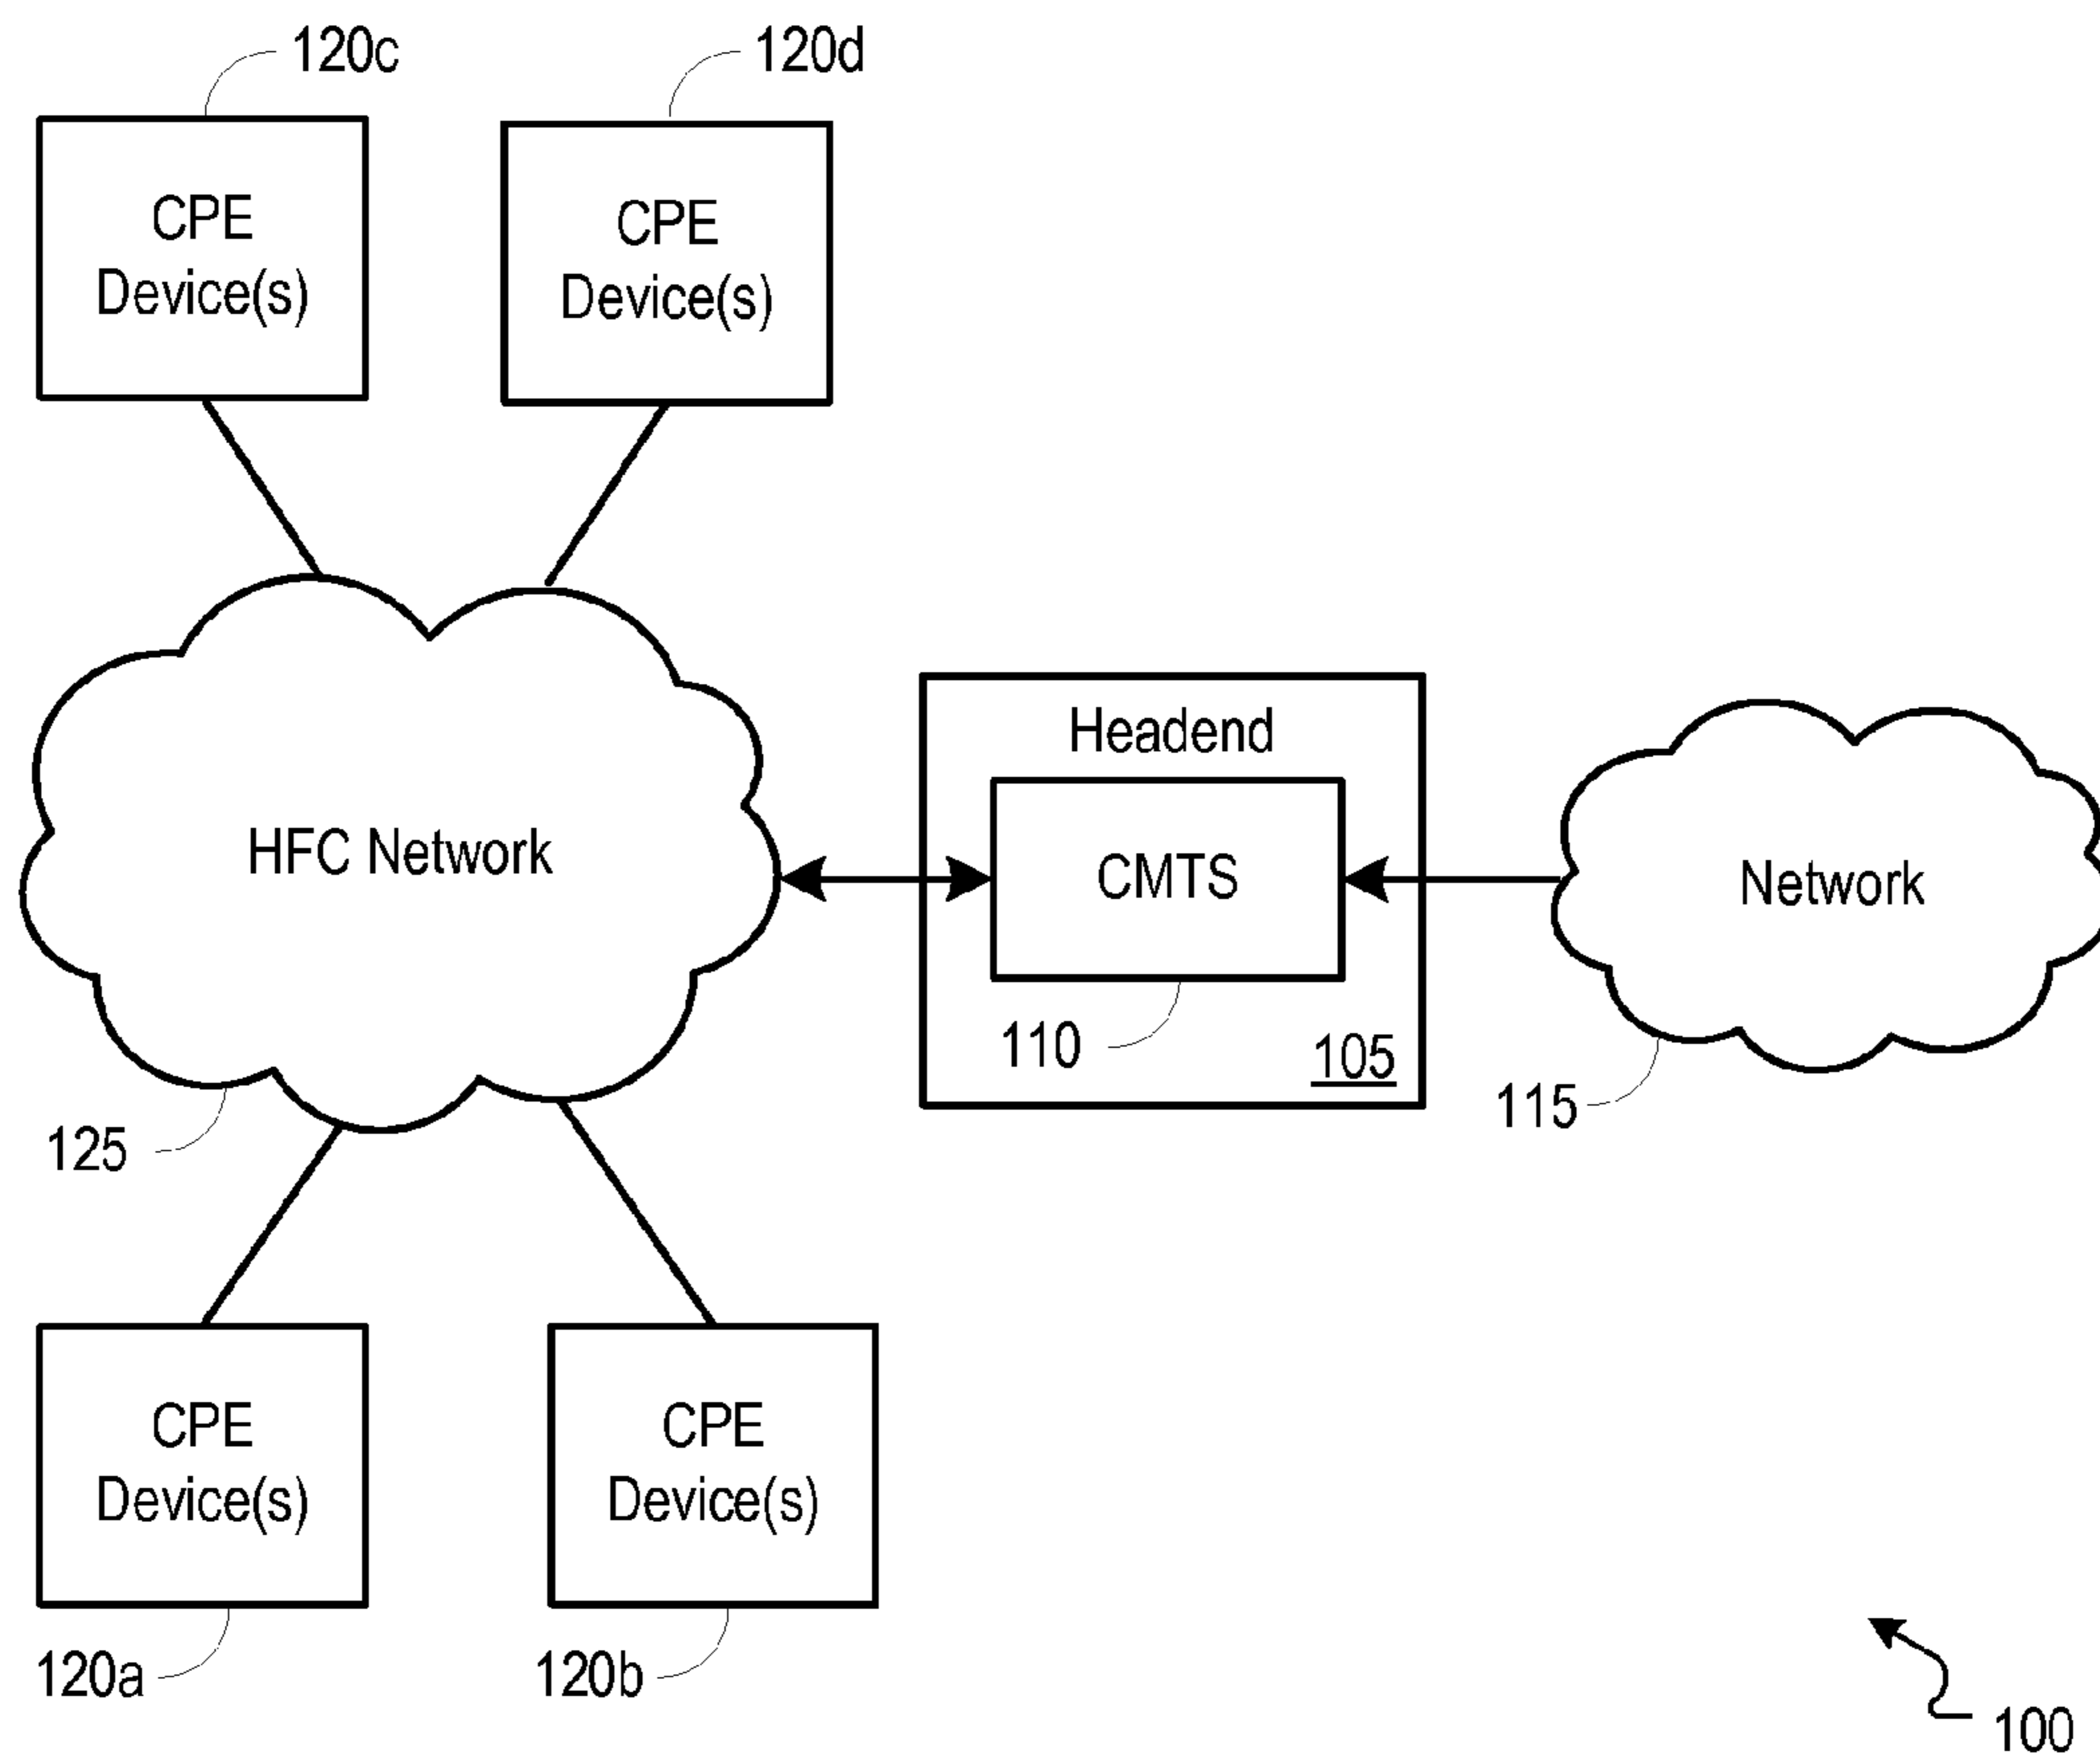 120c
120d
CPE
Device(s)
CPE
Device(s)
Headend
HFC Network
CMTS
Network
110
105
115
125
CPE
Device(s)
CPE
Device(s)
120a
120b
100